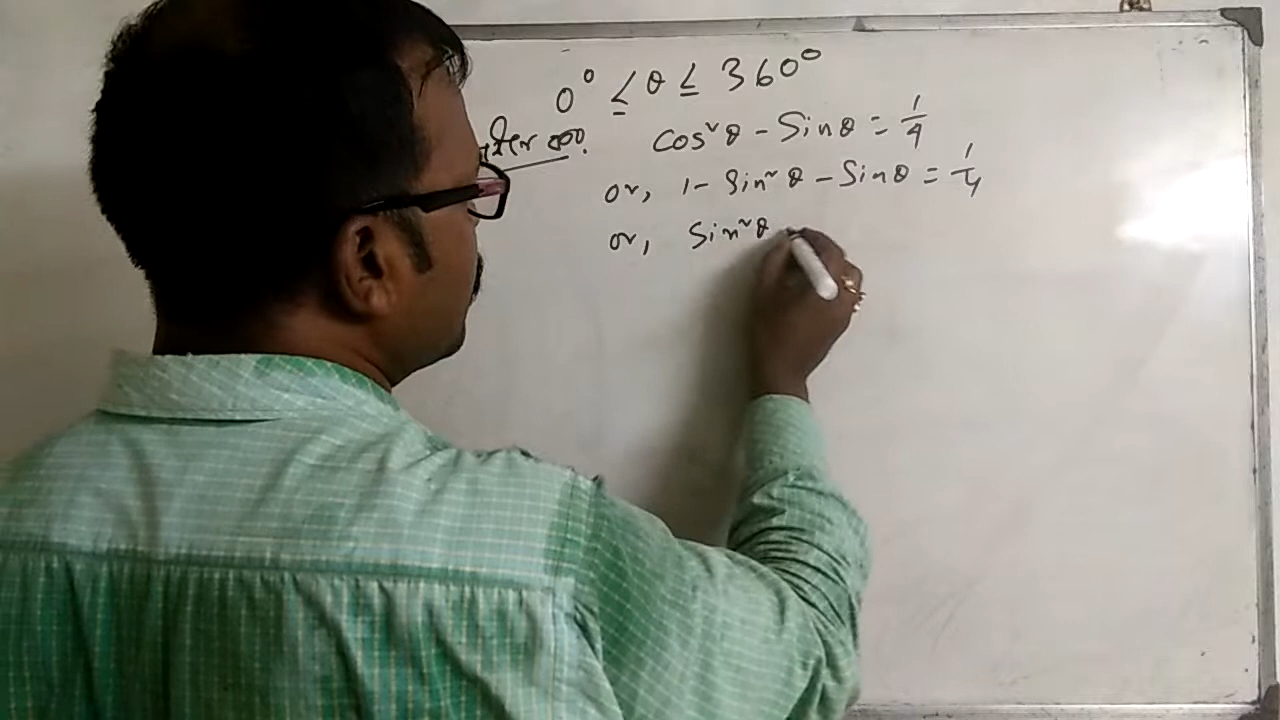 0° ≤ θ ≤ 360°
cos²θ - Sinθ = 1/4
or, 1 - Sin²θ - Sinθ = 1/4
or, Sin²θ